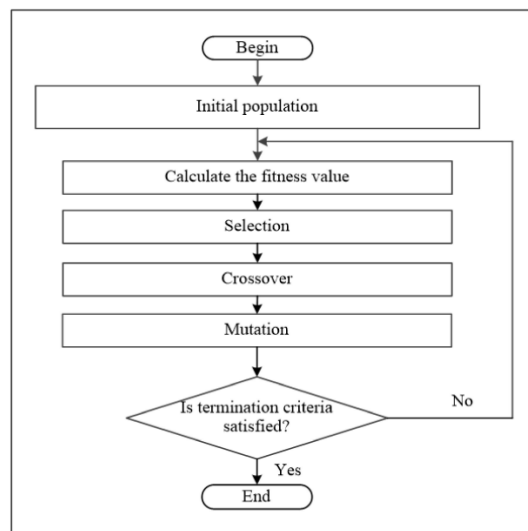 Begin
Initial population
Calculate the fitness value
Selection
Crossover
Mutation
Is termination criteria
satisfied?
No
Yes
End